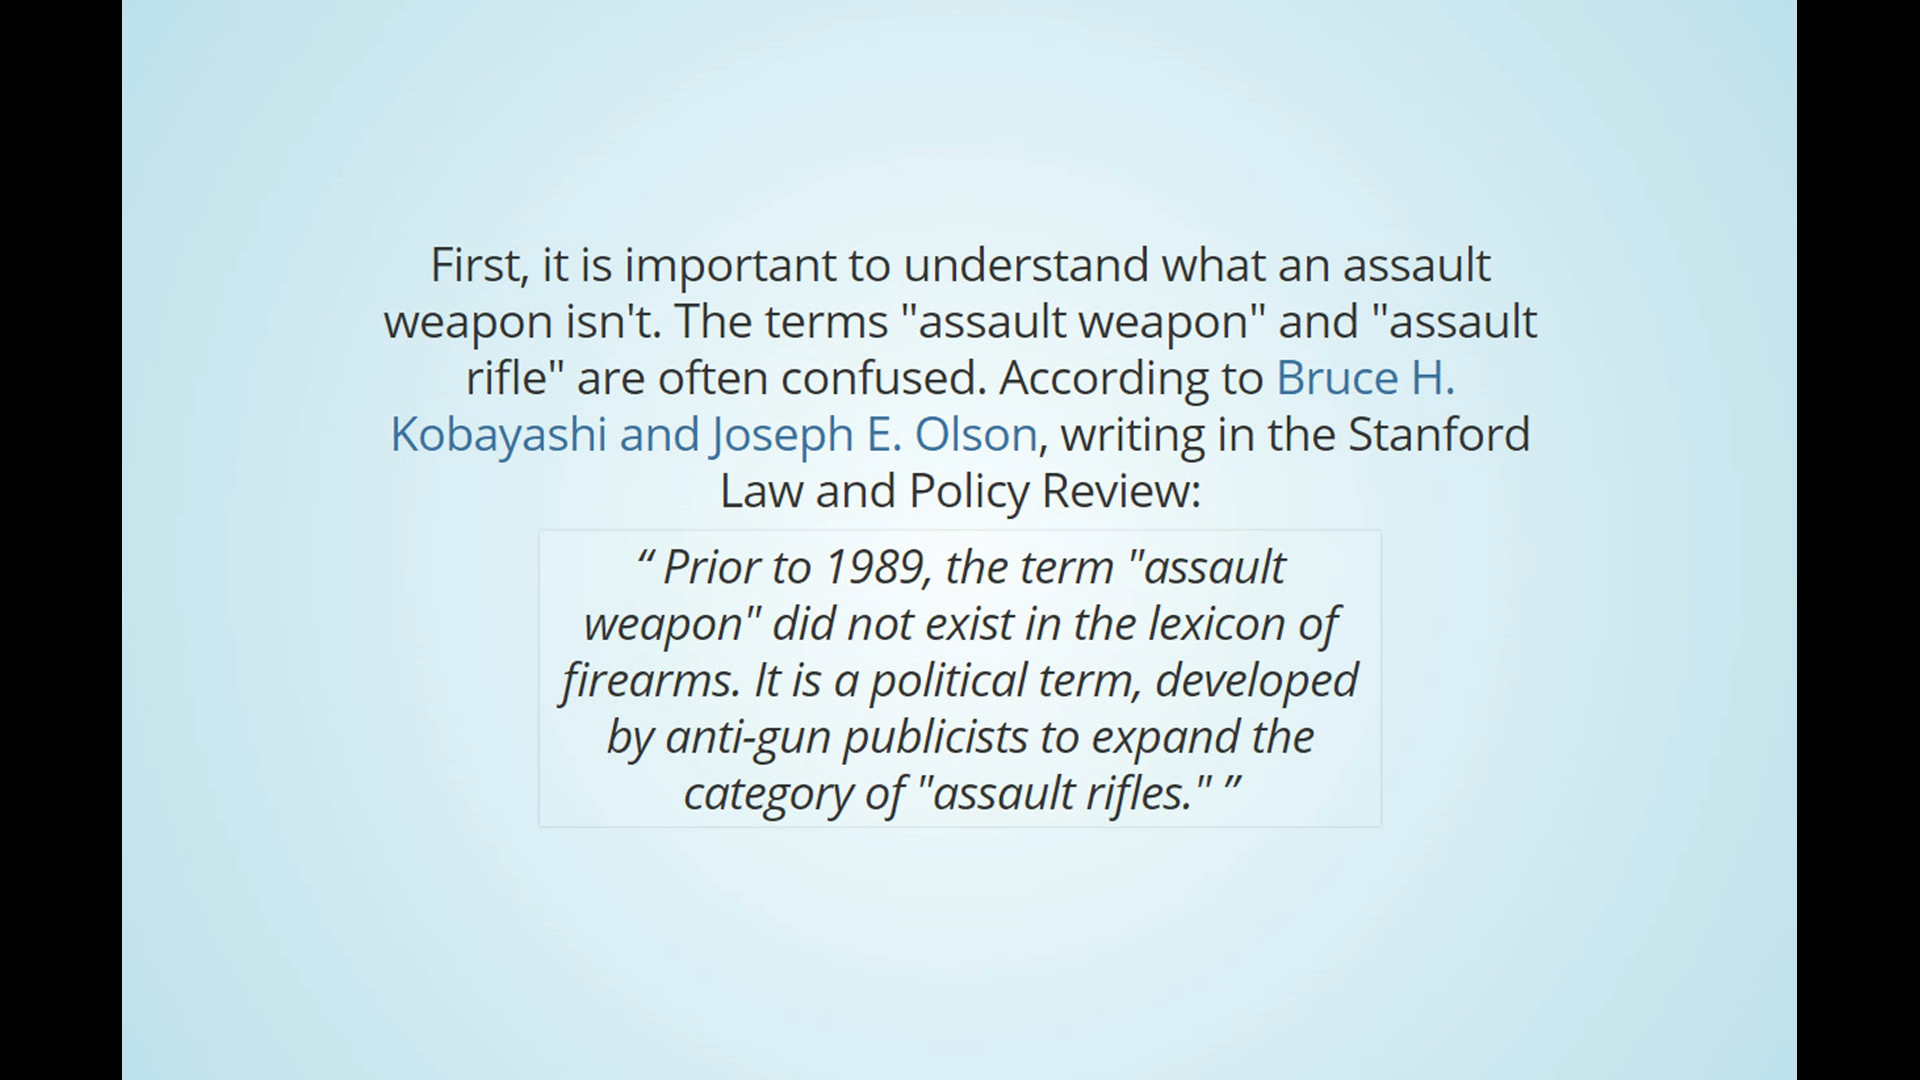 First, it is important to understand what an assault
weapon isn't. The terms "assault weapon" and "assault
rifle" are often confused. According to Bruce H.
Kobayashi and Joseph E. Olson, writing in the Stanford
Law and Policy Review:
“ Prior to 1989, the term "assault
weapon" did not exist in the lexicon of
firearms. It is a political term, developed
by anti-gun publicists to expand the
category of "assault rifles." ”